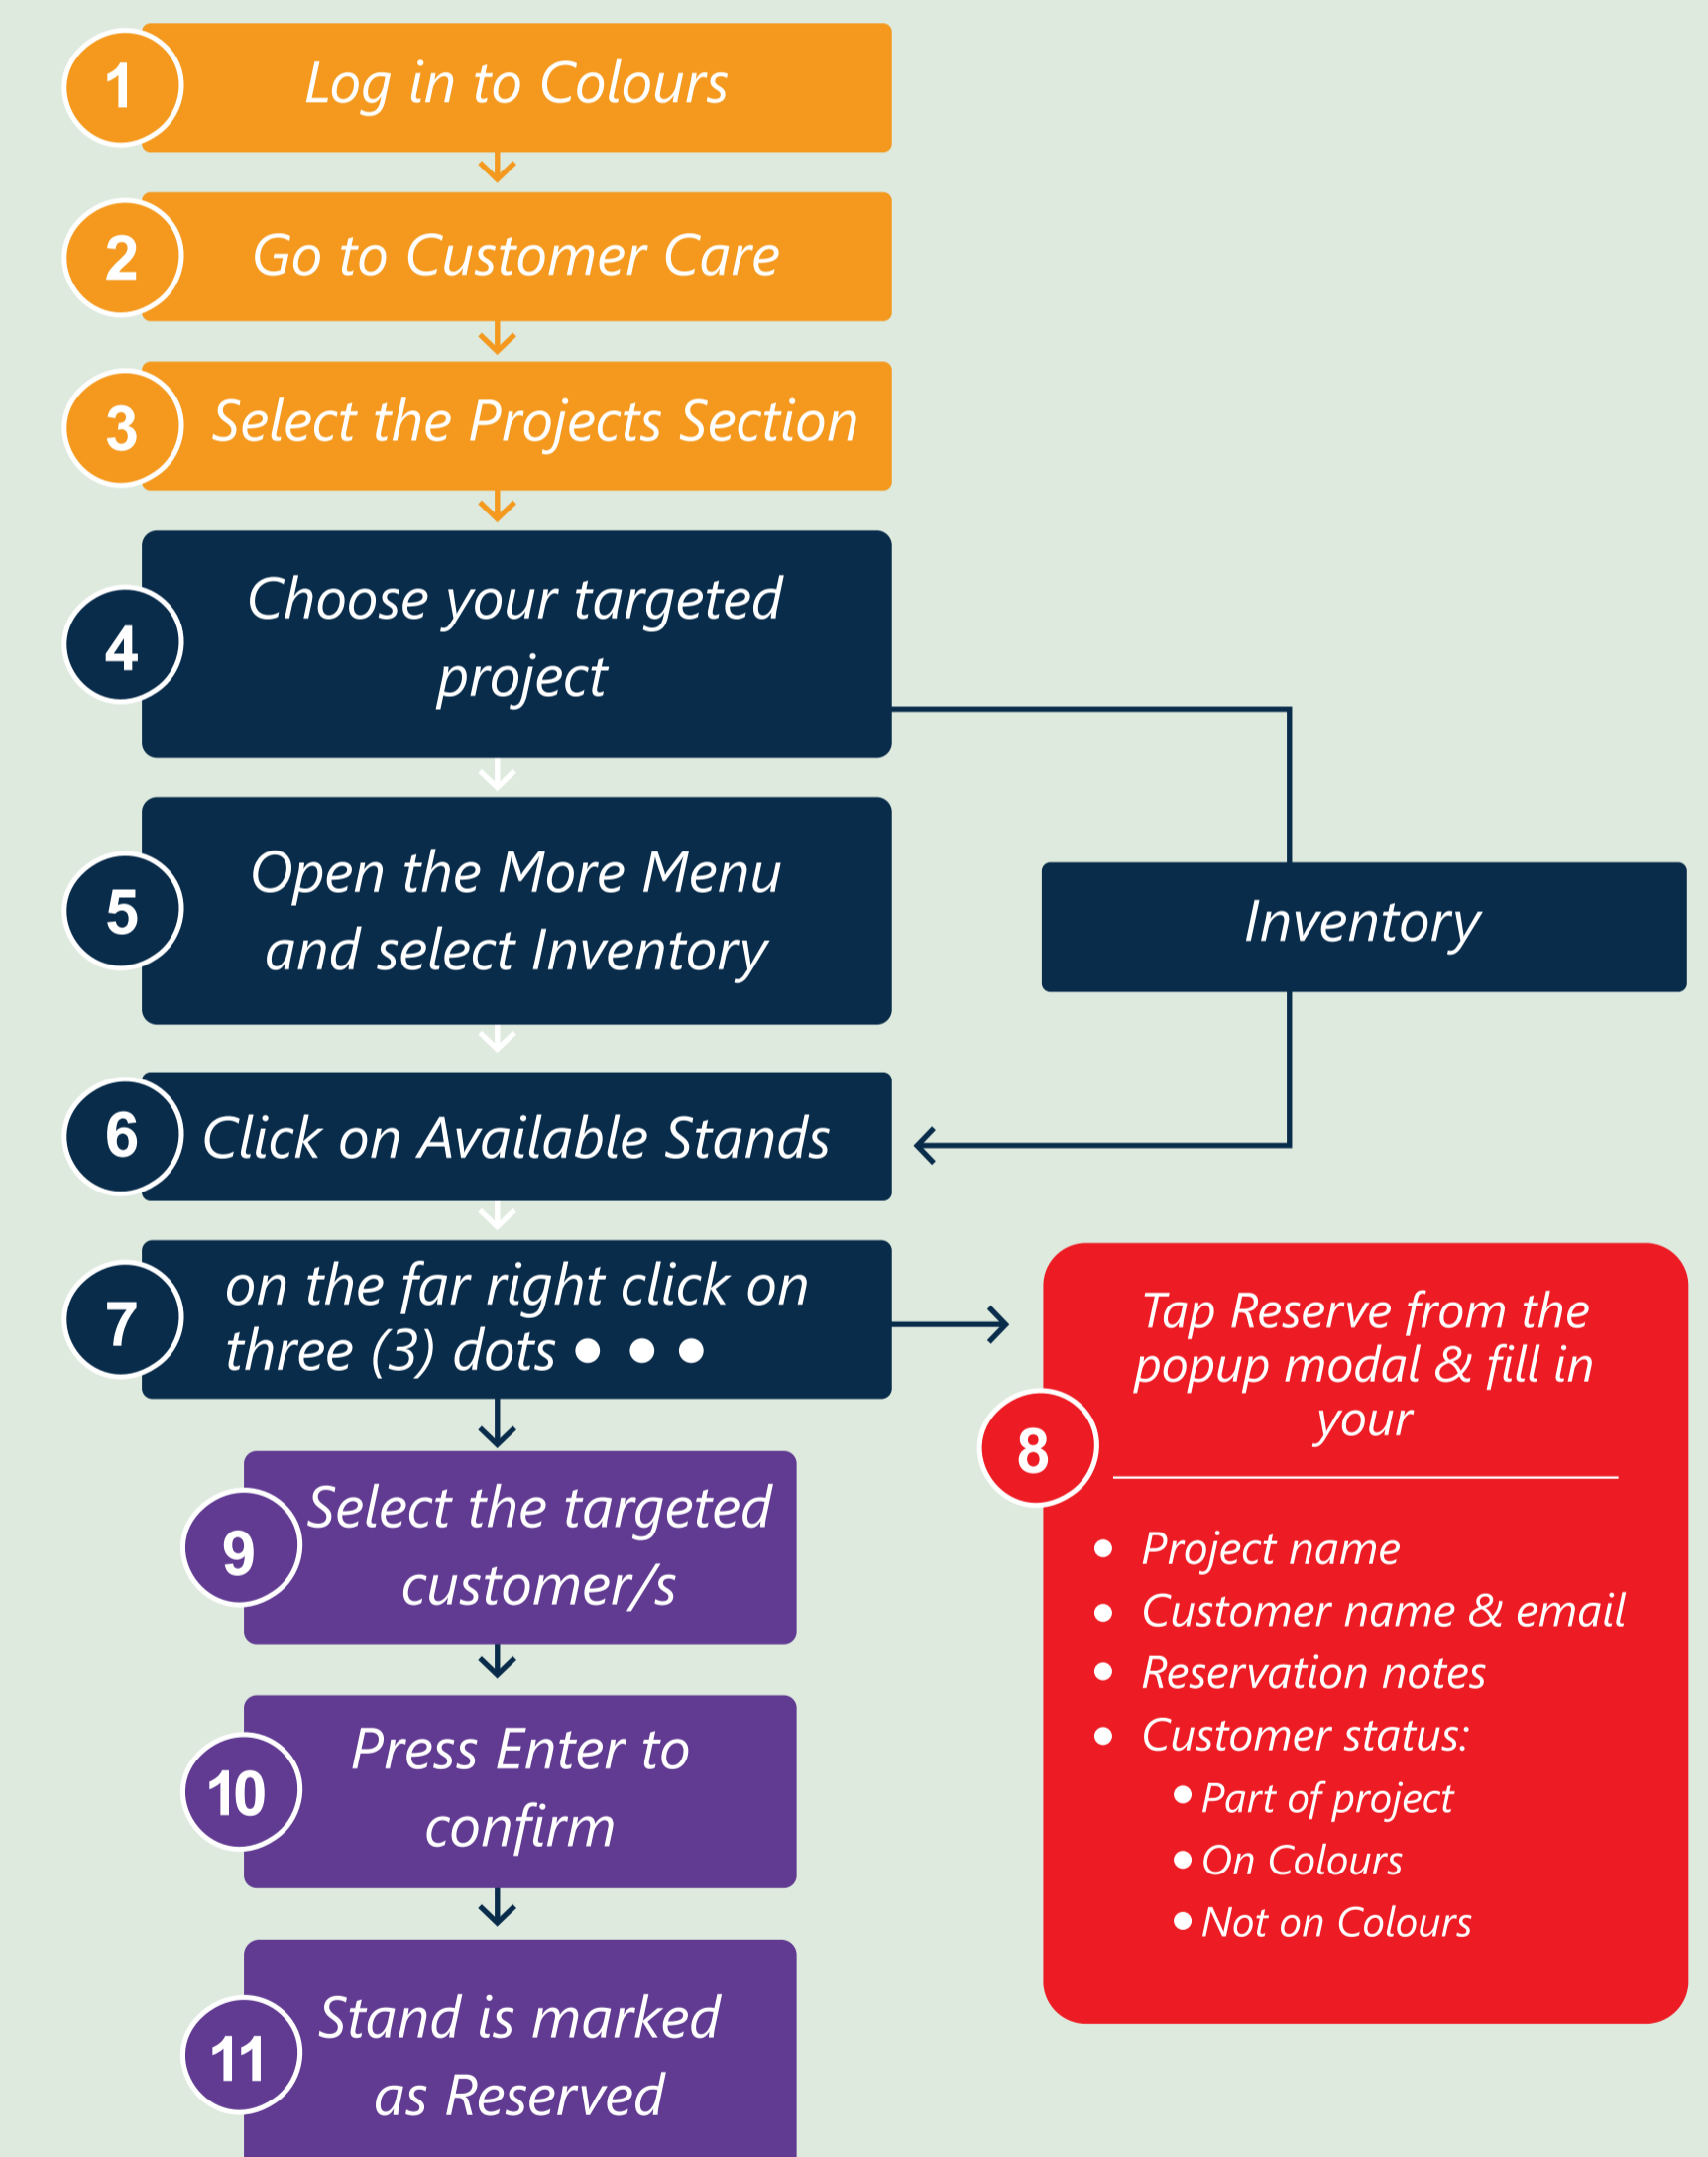 1
Log in to Colours
2
Go to Customer Care
3
Select the Projects Section
4
Choose your targeted
project
5
Open the More Menu
and select Inventory
Inventory
6
Click on Available Stands
7
on the far right click on
three (3) dots • • •
8
Tap Reserve from the
popup modal & fill in
your
• Project name
• Customer name & email
• Reservation notes
• Customer status:
• Part of project
• On Colours
• Not on Colours
9
Select the targeted
customer/s
10
Press Enter to
confirm
11
Stand is marked
as Reserved